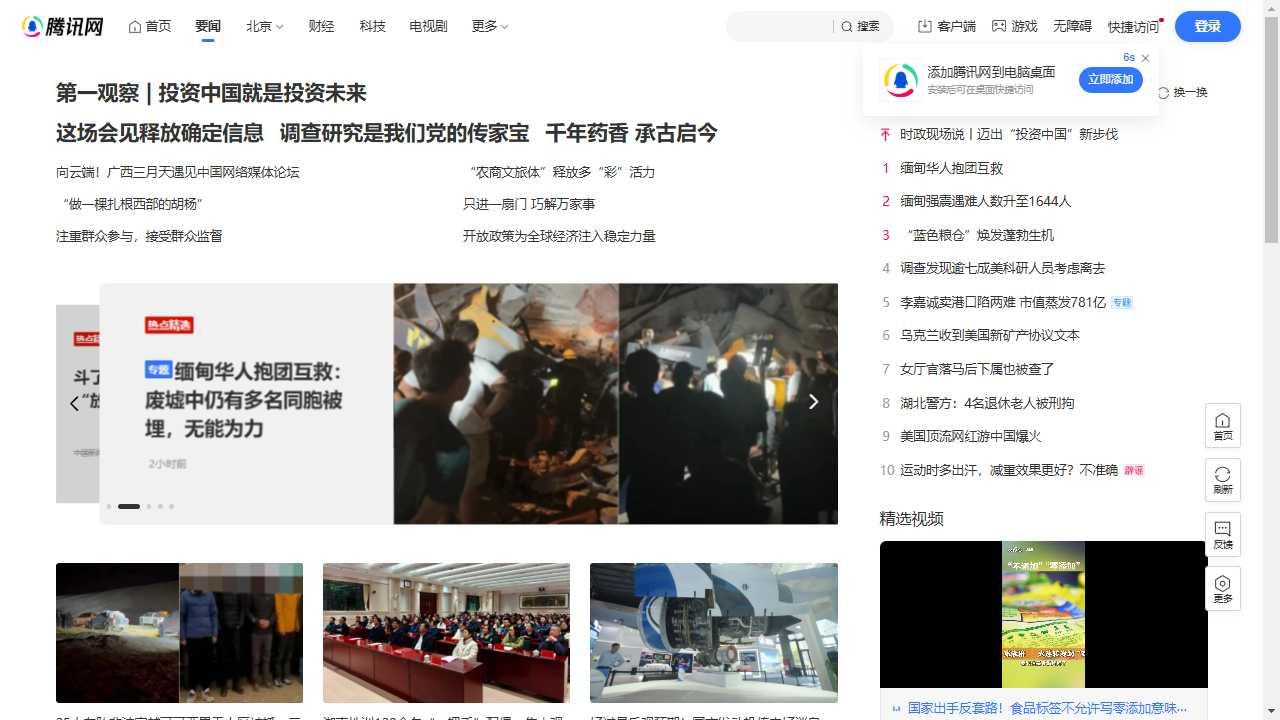 腾讯网
首页
要闻
北京
财经
科技
电视剧
更多
搜索
客户端
游戏
无障碍
快捷访问
登录
6s
添加腾讯网到电脑桌面
安装后可在桌面快捷访问
立即添加
换一换
第一观察 | 投资中国就是投资未来
这场会见释放确定信息 调查研究是我们党的传家宝 千年药香 承古启今
向云端！广西三月天遇见中国网络媒体论坛
“农商文旅体”释放多“彩”活力
“做一棵扎根西部的胡杨”
只进一扇门 巧解万家事
注重群众参与，接受群众监督
开放政策为全球经济注入稳定力量
时政现场说丨迈出“投资中国”新步伐
1 缅甸华人抱团互救
2 缅甸强震遇难人数升至1644人
3 “蓝色粮仓”焕发蓬勃生机
4 调查发现逾七成美科研人员考虑离去
5 李嘉诚卖港口陷两难 市值蒸发781亿 专题
6 乌克兰收到美国新矿产协议文本
7 女厅官落马后下属也被查了
8 湖北警方：4名退休老人被刑拘
9 美国顶流网红游中国爆火
10 运动时多出汗，减重效果更好？不准确 辟谣
热点精选
专题 缅甸华人抱团互救：
废墟中仍有多名同胞被
埋，无能为力
2小时前
首页
刷新
反馈
更多
精选视频
“不添加”“零添加”
国家出手反套路！食品标签不允许写零添加意味···